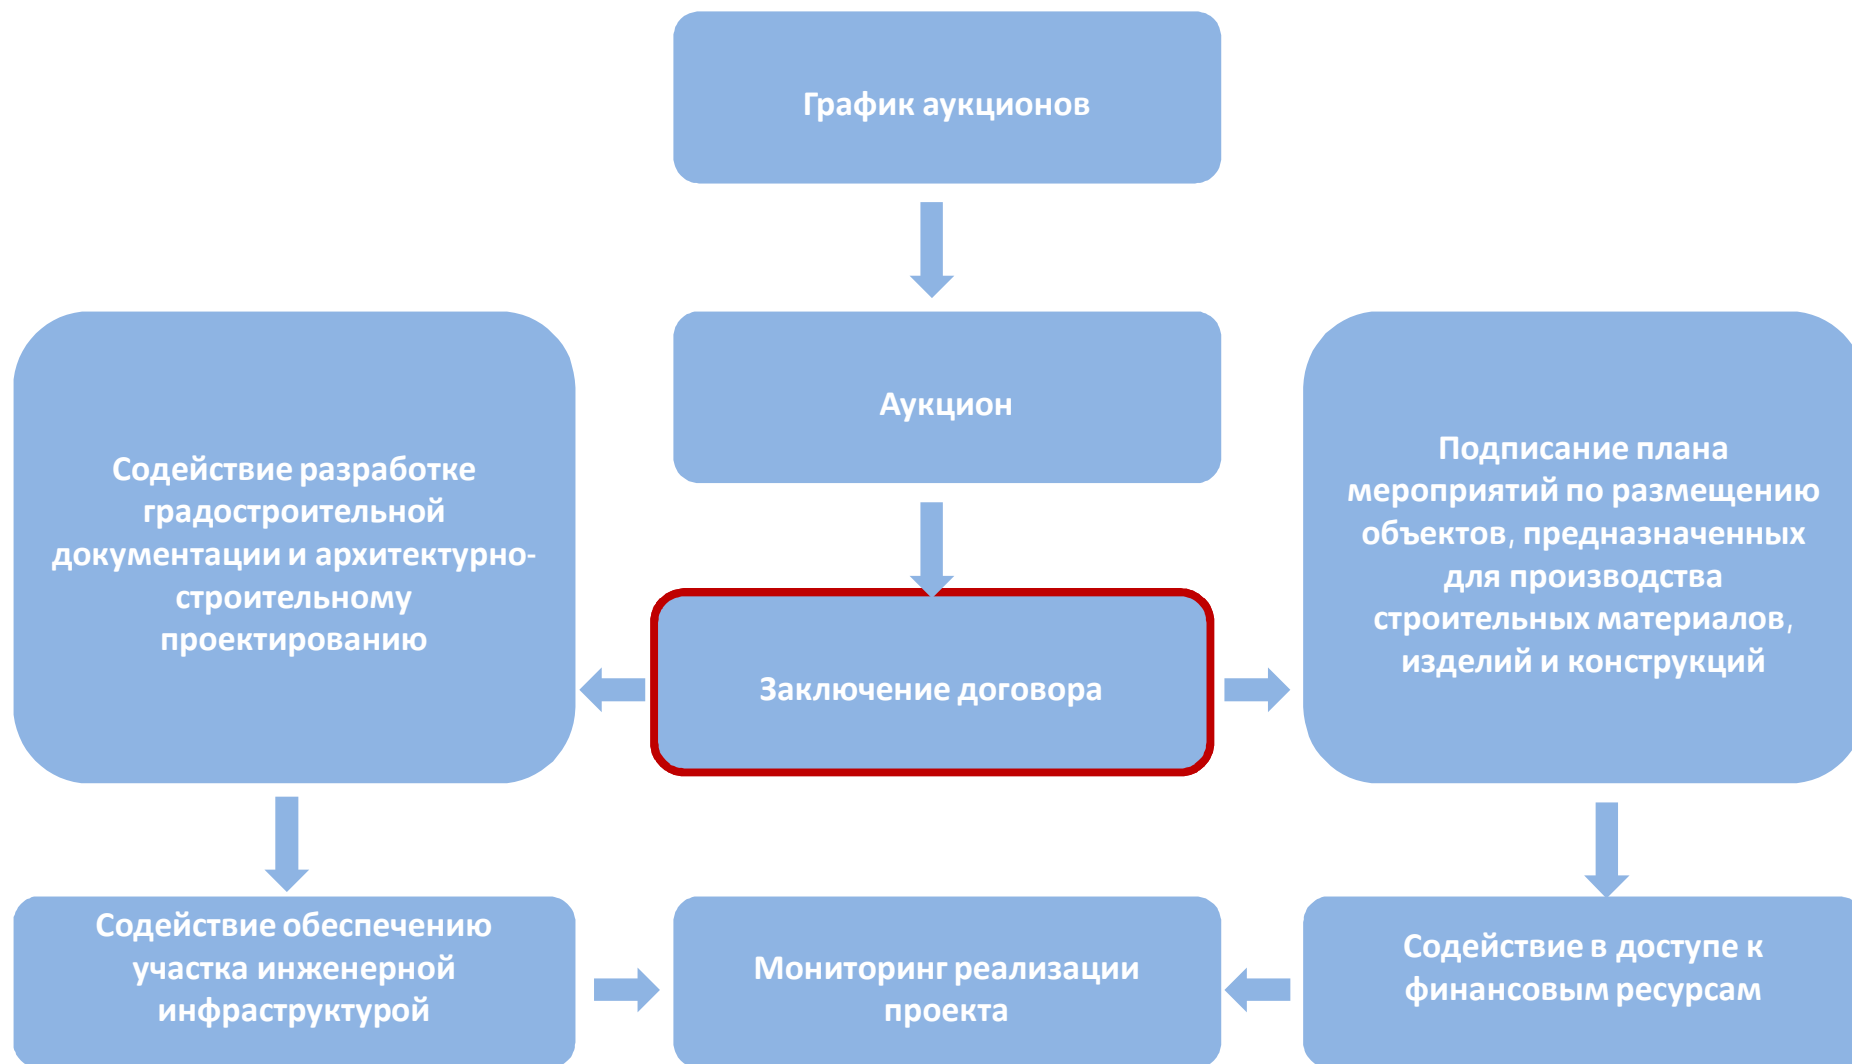 График аукционов
Аукцион
Содействие разработке
градостроительной
документации и архитектурно-
строительному
проектированию
Подписание плана
мероприятий по размещению
объектов, предназначенных
для производства
строительных материалов,
изделий и конструкций
Заключение договора
Содействие обеспечению
участка инженерной
инфраструктурой
Мониторинг реализации
проекта
Содействие в доступе к
финансовым ресурсам